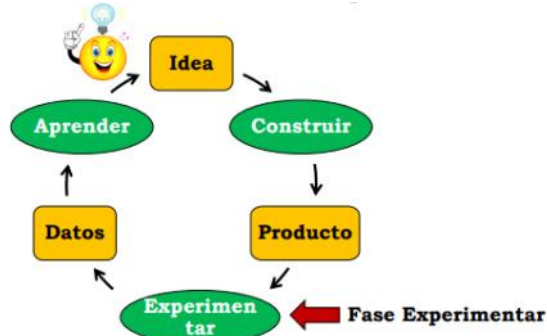 Idea
Aprender
Construir
Datos
Producto
Experimen
tar
Fase Experimentar